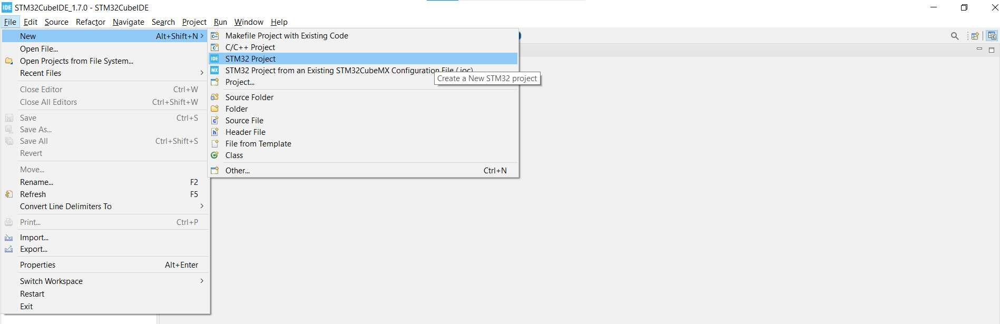 IDE STM32CubeIDE_1.7.0 - STM32CubeIDE
File Edit Source Refactor Navigate Search Project Run Window Help
New Alt+Shift+N
Open File...
Open Projects from File System...
Recent Files
Close Editor Ctrl+W
Close All Editors Ctrl+Shift+W
Save Ctrl+S
Save As...
Save All Ctrl+Shift+S
Revert
Move...
Rename... F2
Refresh F5
Convert Line Delimiters To
Print... Ctrl+P
Import...
Export...
Properties Alt+Enter
Switch Workspace
Restart
Exit
Makefile Project with Existing Code
C/C++ Project
IDE STM32 Project
MX STM32 Project from an Existing STM32CubeMX Configuration File (.ioc)
Create a New STM32 project
Project...
Source Folder
Folder
Source File
Header File
File from Template
Class
Other... Ctrl+N